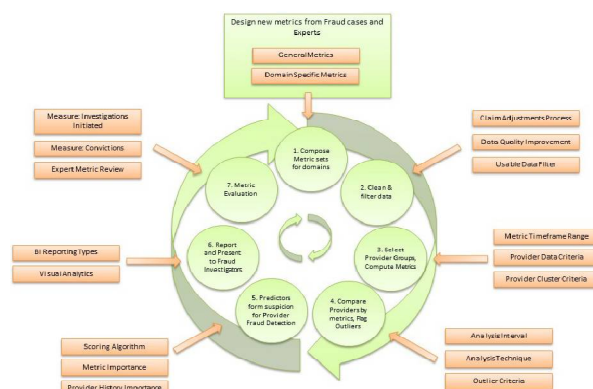 Design new metrics from Fraud cases and
Experts
General Metrics
Domain Specific Metrics
Measure: Investigations
Initiated
Measure: Convictions
Expert Metric Review
Claim Adjustments Process
Data Quality Improvement
Usable Data Filter
1. Compose
Metric sets
for domains
7. Metric
Evaluation
2. Clean &
filter data
BI Reporting Types
Visual Analytics
6. Report
and Present
to Fraud
Investigators
3. Select
Provider Groups,
Compute Metrics
Metric Timeframe Range
Provider Data Criteria
Provider Cluster Criteria
5. Predictors
form suspicion
for Provider
Fraud Detection
4. Compare
Providers by
metrics, Flag
Outliers
Scoring Algorithm
Metric Importance
Provider History Importance
Analysis Interval
Analysis Technique
Outlier Criteria